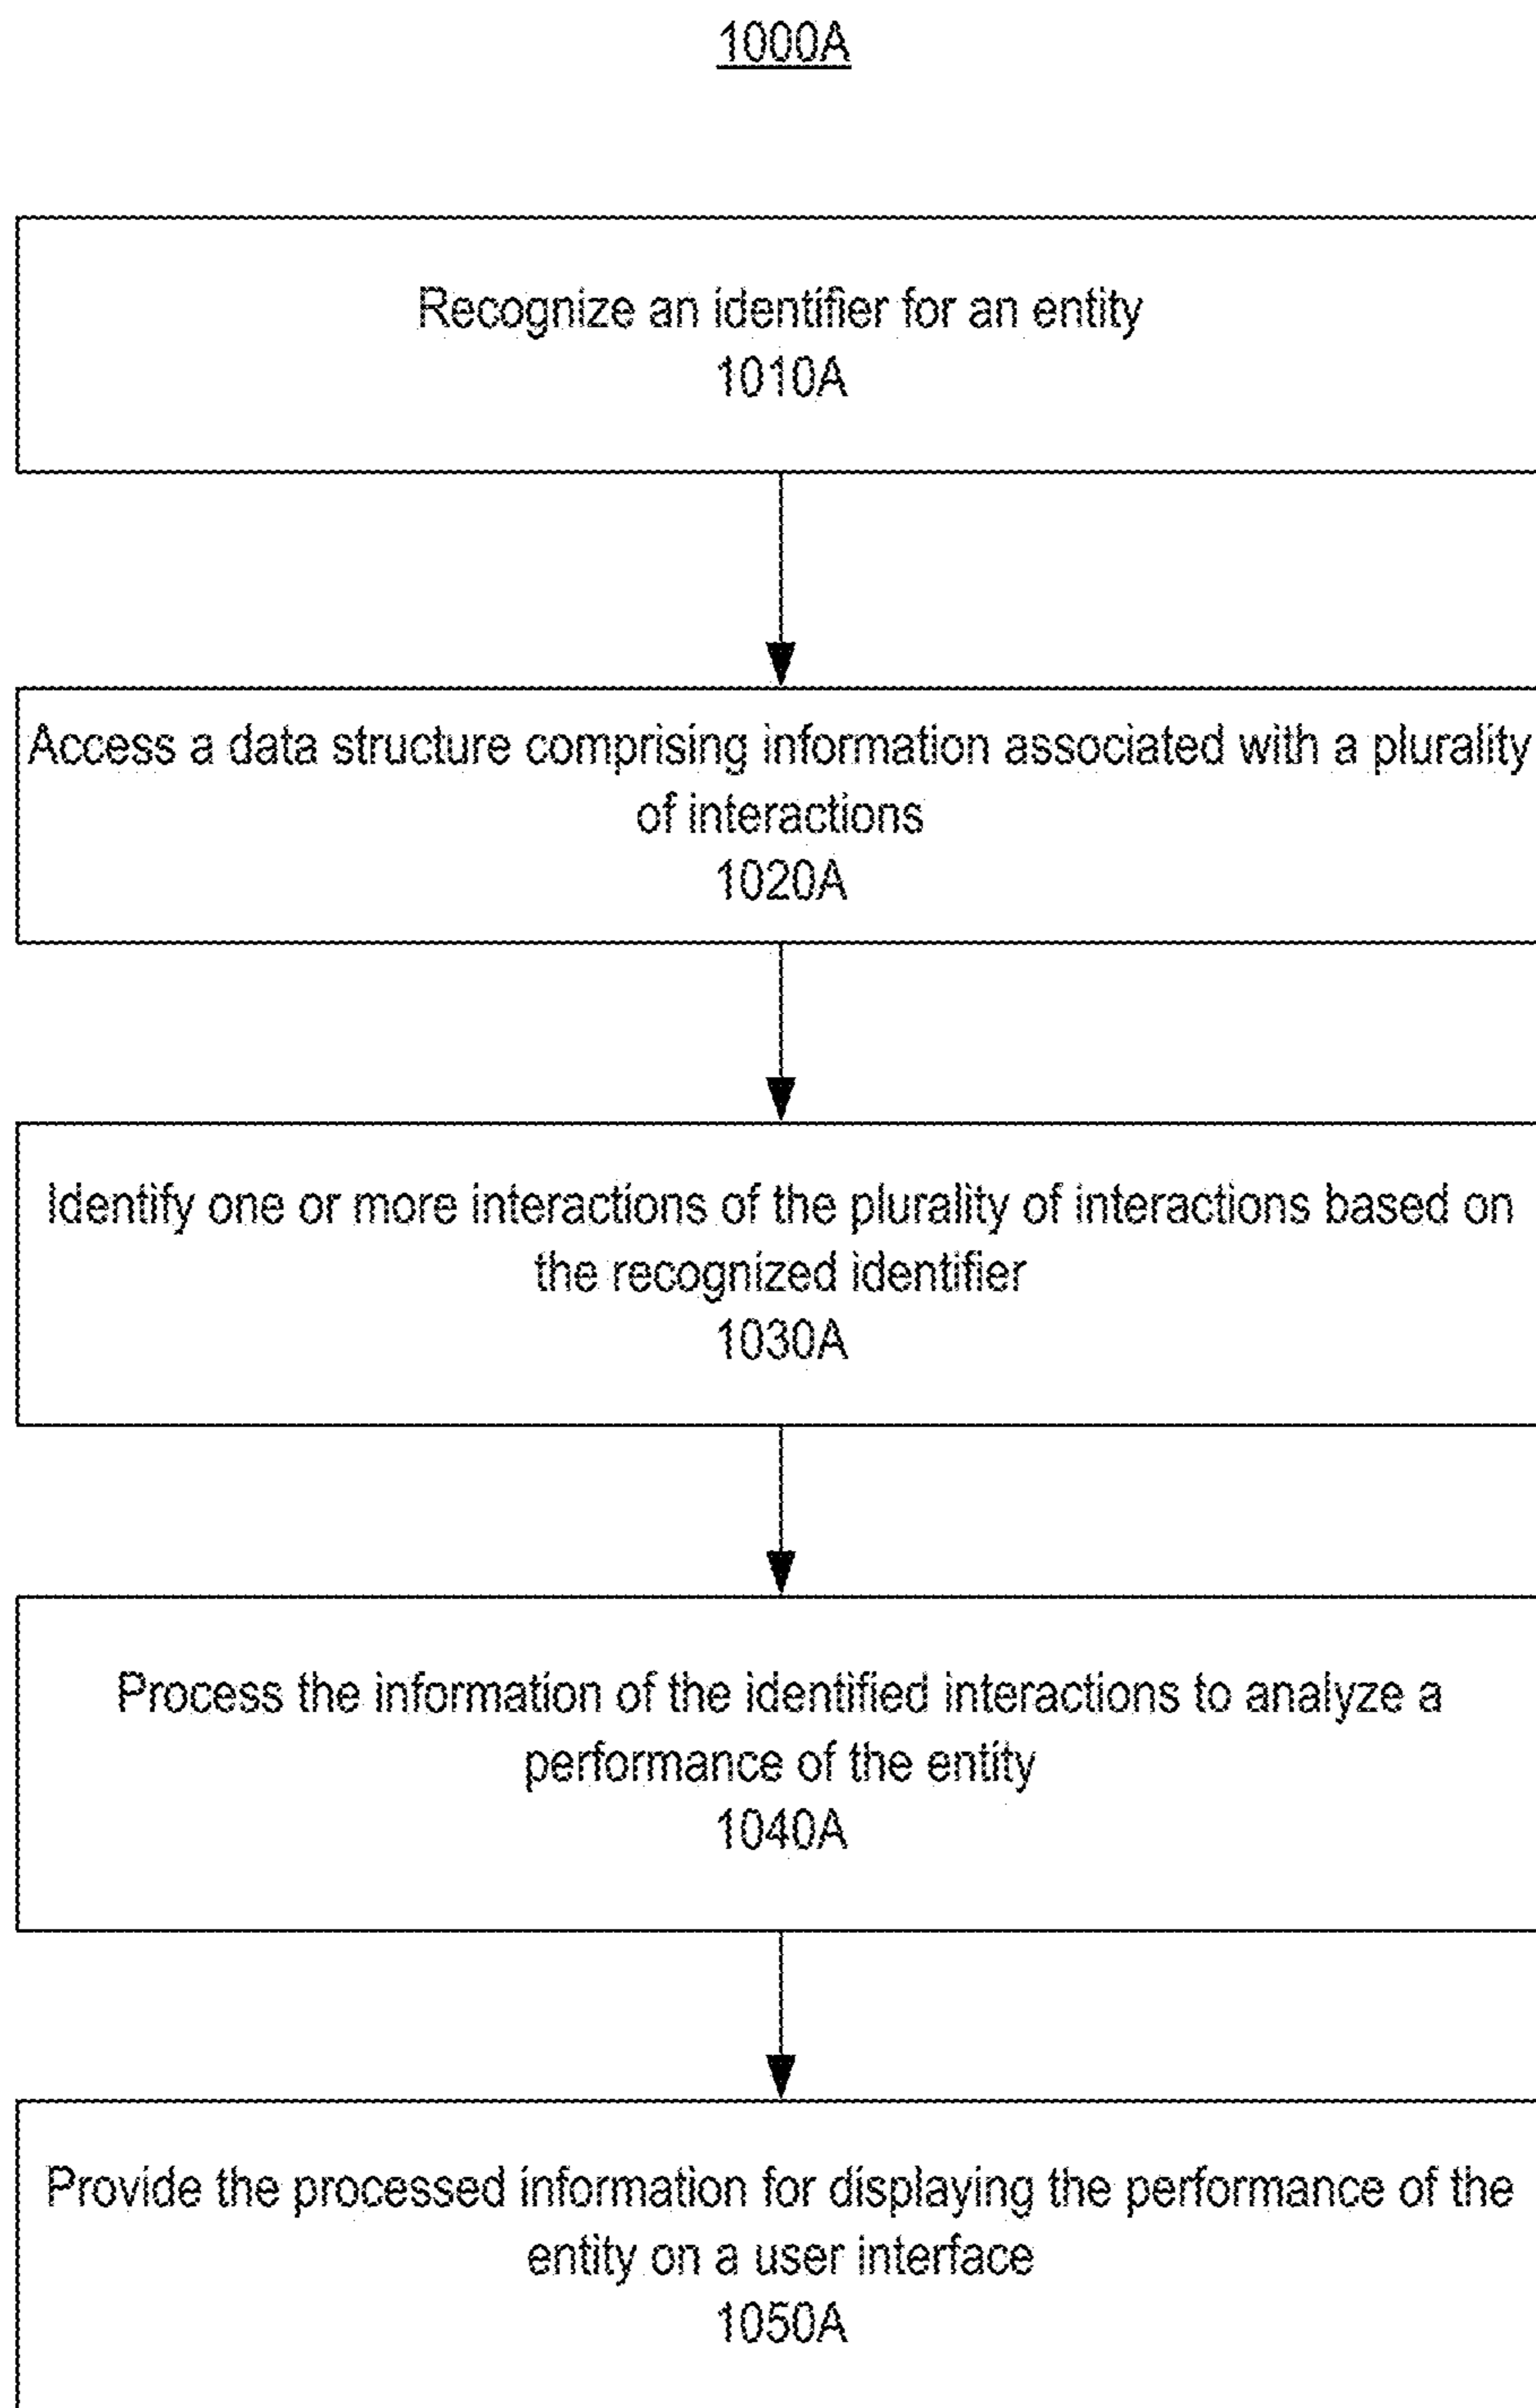 1000A
Recognize an identifier for an entity
1010A
Access a data structure comprising information associated with a plurality
of interactions
1020A
Identify one or more interactions of the plurality of interactions based on
the recognized identifier
1030A
Process the information of the identified interactions to analyze a
performance of the entity
1040A
Provide the processed information for displaying the performance of the
entity on a user interface
1050A